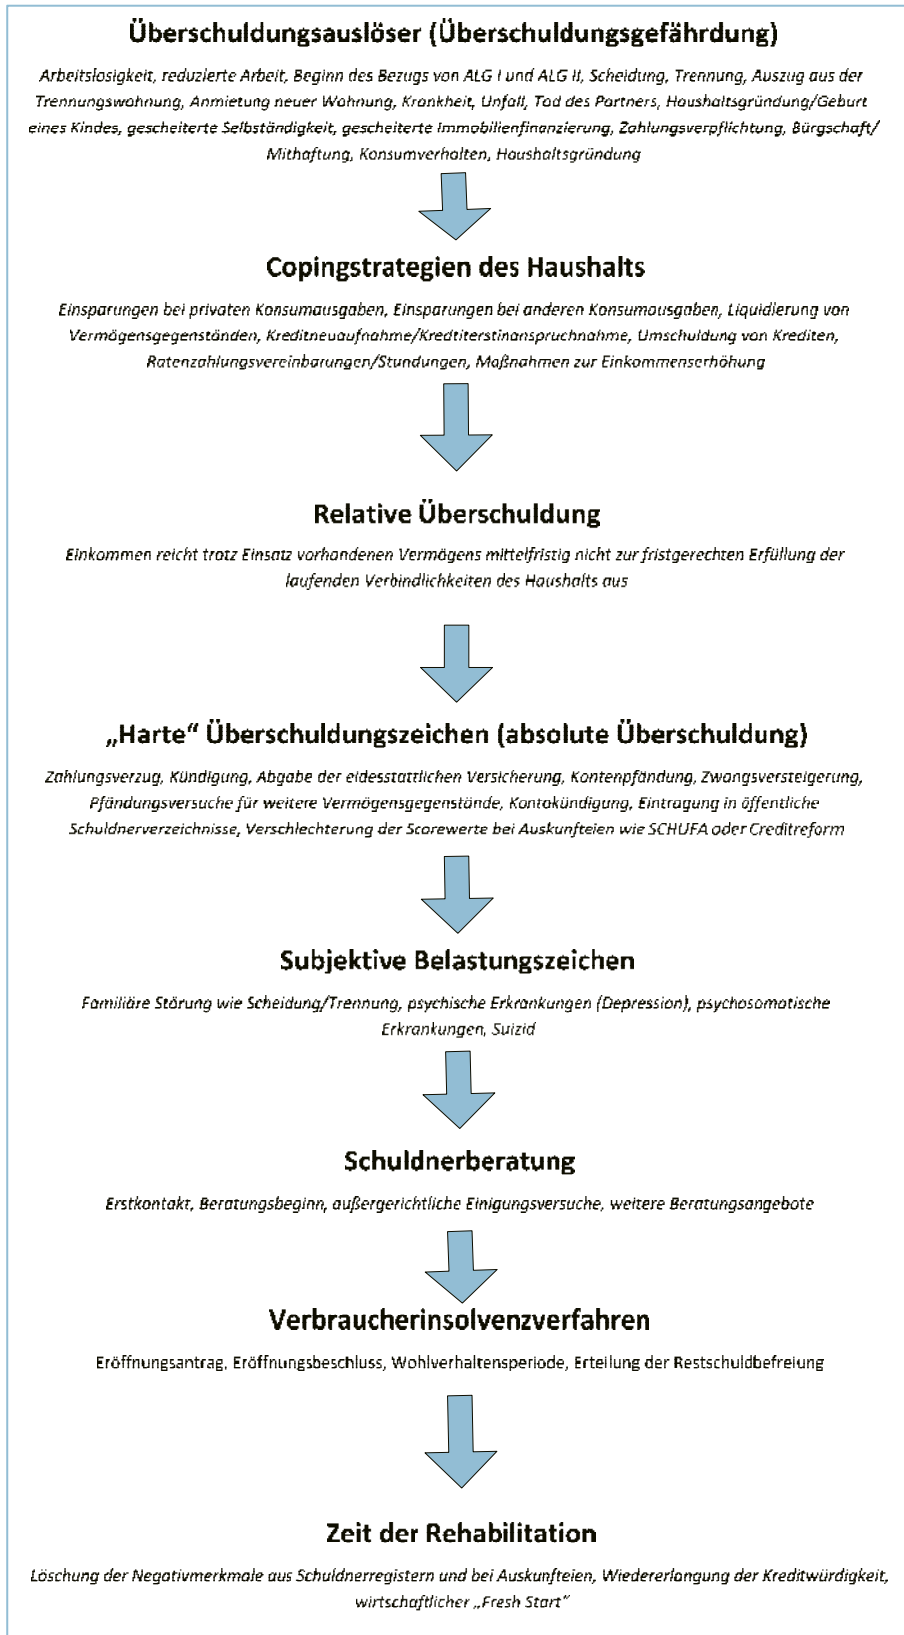 Überschuldungsauslöser (Überschuldungsgefährdung)
Arbeitslosigkeit, reduzierte Arbeit, Beginn des Bezugs von ALG I und ALG II, Scheidung, Trennung, Auszug aus der
Trennungswohnung, Anmietung neuer Wohnung, Krankheit, Unfall, Tod des Partners, Haushaltsgründung/Geburt
eines Kindes, gescheiterte Selbständigkeit, gescheiterte Immobilienfinanzierung, Zahlungsverpflichtung, Bürgschaft/
Mithaftung, Konsumverhalten, Haushaltsgründung
Copingstrategien des Haushalts
Einsparungen bei privaten Konsumausgaben, Einsparungen bei anderen Konsumausgaben, Liquidierung von
Vermögensgegenständen, Kreditneuaufnahme/Kredtiterstinanspruchnahme, Umschuldung von Krediten,
Ratenzahlungsvereinbarungen/Stundungen, Maßnahmen zur Einkommenserhöhung
Relative Überschuldung
Einkommen reicht trotz Einsatz vorhandenen Vermögens mittelfristig nicht zur fristgerechten Erfüllung der
laufenden Verbindlichkeiten des Haushalts aus
„Harte“ Überschuldungszeichen (absolute Überschuldung)
Zahlungsverzug, Kündigung, Abgabe der eidesstattlichen Versicherung, Kontenpfändung, Zwangsversteigerung,
Pfändungsversuche für weitere Vermögensgegenstände, Kontokündigung, Eintragung in öffentliche
Schuldnerverzeichnisse, Verschlechterung der Scorewerte bei Auskunfteien wie SCHUFA oder Creditreform
Subjektive Belastungszeichen
Familiäre Störung wie Scheidung/Trennung, psychische Erkrankungen (Depression), psychosomatische
Erkrankungen, Suizid
Schuldnerberatung
Erstkontakt, Beratungsbeginn, außergerichtliche Einigungsversuche, weitere Beratungsangebote
Verbraucherinsolvenzverfahren
Eröffnungsantrag, Eröffnungsbeschluss, Wohlverhaltensperiode, Erteilung der Restschuldbefreiung
Zeit der Rehabilitation
Löschung der Negativmerkmale aus Schuldnerregistern und bei Auskunfteien, Wiedererlangung der Kreditwürdigkeit,
wirtschaftlicher „Fresh Start“